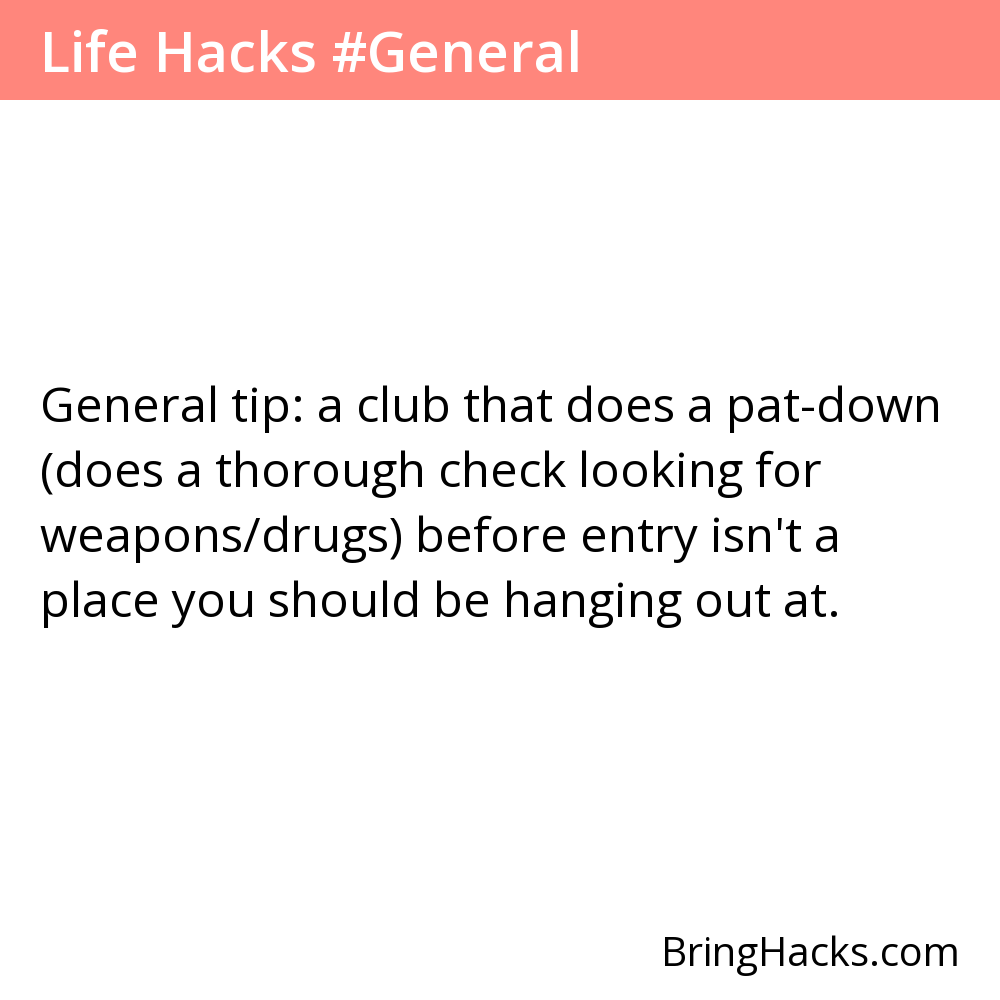 Life Hacks #General
General tip: a club that does a pat-down
(does a thorough check looking for
weapons/drugs) before entry isn't a
place you should be hanging out at.
BringHacks.com